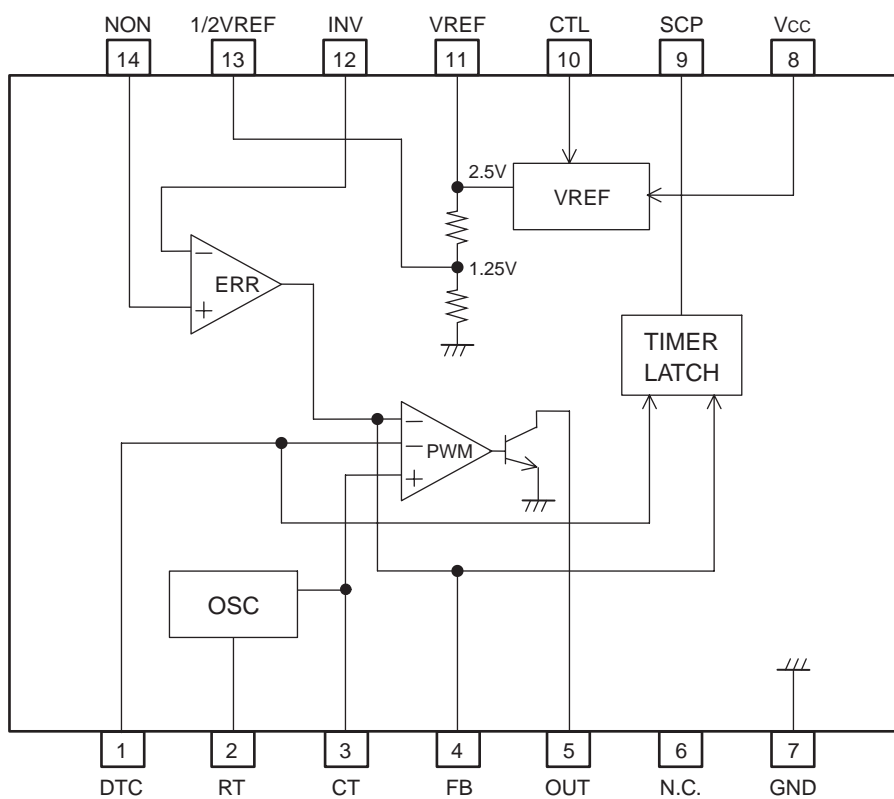 NON 1/2VREF INV VREF CTL SCP VCC
14 13 12 11 10 9 8
2.5V
VREF
1.25V
−
ERR
+
TIMER
LATCH
−
−
PWM
+
OSC
1 2 3 4 5 6 7
DTC RT CT FB OUT N.C. GND